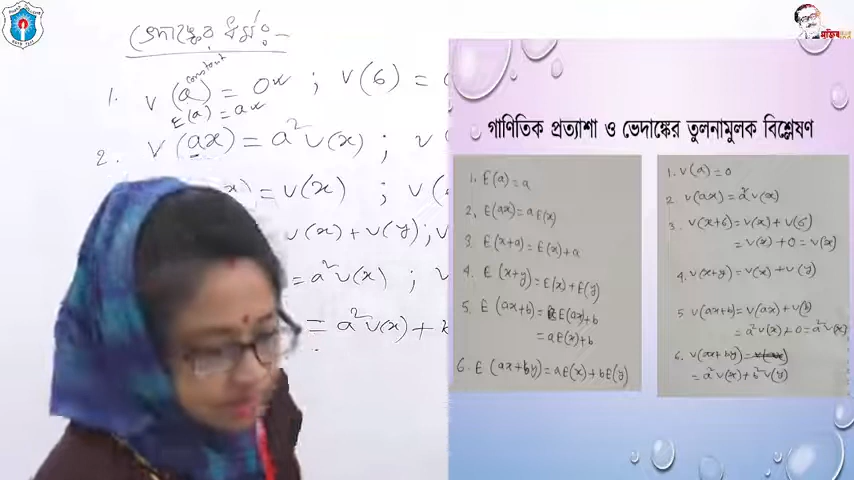 ভেদাঙ্কের ধর্মঃ-
constant
1. V(a) = 0 ; V(6) =
E(a) = a
2. V(ax) = a²V(x) ; V
= V(x) ; V(
V(x) + V(y) ; V
= a²V(x) ; V
= a²V(x) +
গাণিতিক প্রত্যাশা ও ভেদাঙ্কের তুলনামুলক বিশ্লেষণ
1. E(a) = a
2. E(ax) = aE(x)
3. E(x+a) = E(x)+a
4. E(x+y) = E(x)+E(y)
5. E(ax+b) = E(ax)+b
= aE(x)+b
6. E(ax+by) = aE(x)+bE(y)
1. V(a) = 0
2. V(ax) = a²V(x)
3. V(x+6) = V(x) + V(6)
= V(x) + 0 = V(x)
4. V(x+y) = V(x) + V(y)
5. V(ax+b) = V(ax)+V(b)
= a²V(x)+0 = a²V(x)
6. V(ax+by) =
= a²V(x) + b²V(y)